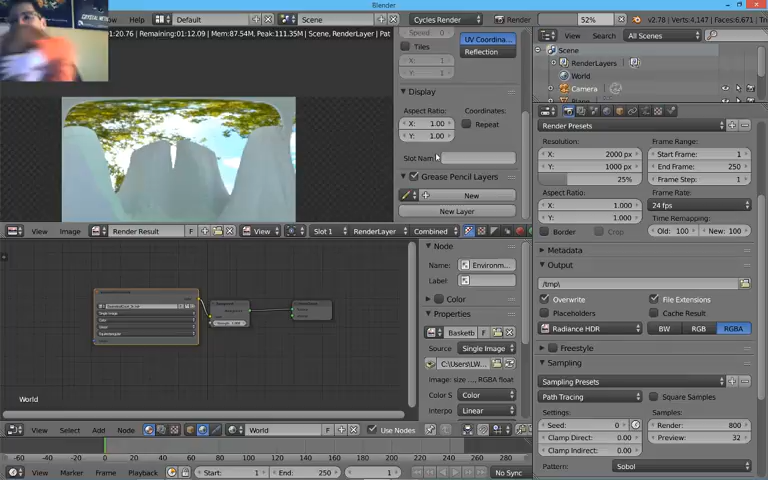 Blender
Help
Default
Scene
Cycles Render
Render
52%
v2.78 | Verts:4,147 | Faces:6,671 | Tri
01:20.76 | Remaining:01:12.09 | Mem:87.54M, Peak:111.35M | Scene, RenderLayer | Pat
Speed: 0
Tiles
X: 1
Y: 1
UV Coordina...
Reflection
View
Search
All Scenes
Scene
RenderLayers
World
Camera
Display
Aspect Ratio:
Coordinates:
X: 1.00
Repeat
Y: 1.00
Slot Nam
Grease Pencil Layers
New
New Layer
Render Presets
Resolution:
Frame Range:
X: 2000 px
Start Frame: 1
Y: 1000 px
End Frame: 250
25%
Frame Step: 1
Aspect Ratio:
Frame Rate:
X: 1.000
24 fps
Y: 1.000
Time Remapping:
Border
Crop
Old: 100
New: 100
Metadata
Output
/tmp\
Overwrite
File Extensions
Placeholders
Cache Result
Radiance HDR
BW
RGB
RGBA
Freestyle
Sampling
Sampling Presets
Path Tracing
Square Samples
Settings:
Samples:
Seed: 0
Render: 800
Clamp Direct: 0.00
Preview: 32
Clamp Indirect: 0.00
Pattern:
Sobol
View
Image
Render Result
F
View
Slot 1
RenderLayer
Combined
Node
Name:
Environm...
Label:
Color
Properties
Basketb
F
Source
Single Image
C:\Users\LW...
Image: size ..., RGBA float
Color S
Color
Interpo
Linear
World
View
Select
Add
Node
World
F
Use Nodes
-60 -40 -20 0 20 40 60 80 100 120 140 160 180 200 220 240 260 280
View
Marker
Frame
Playback
Start: 1
End: 250
1
No Sync